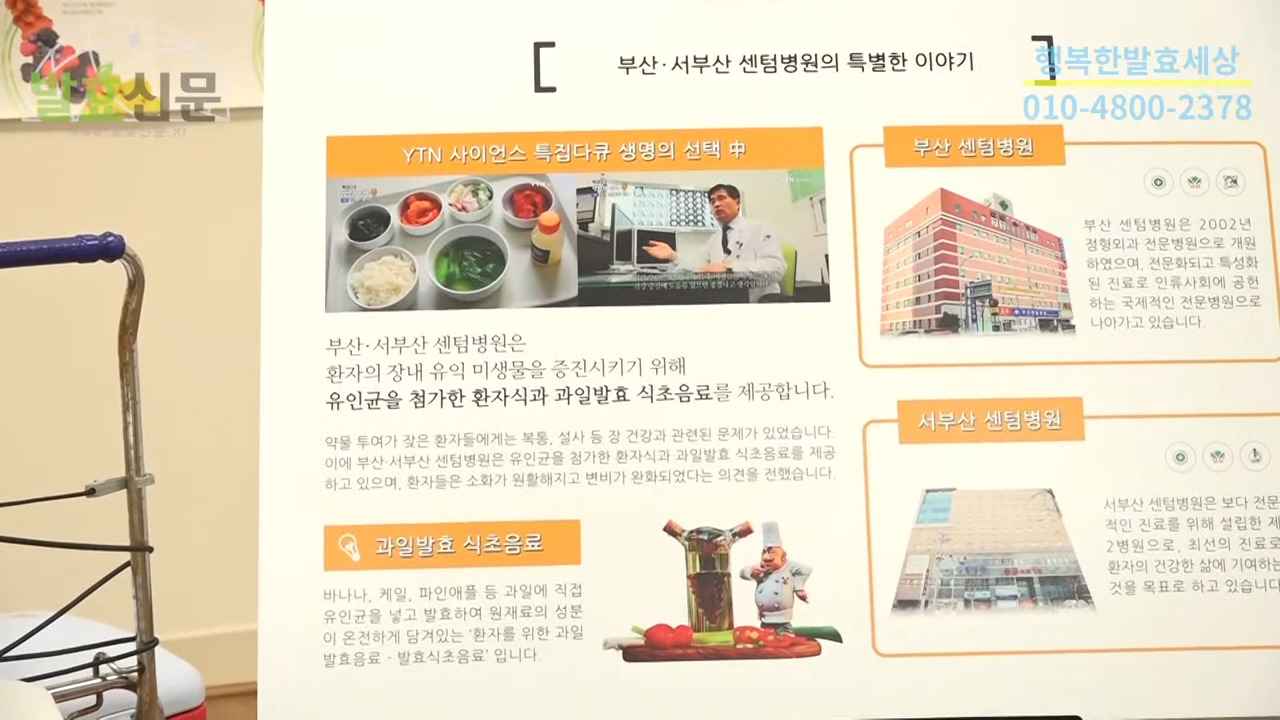 발효신문
행복한발효세상
010-4800-2378
부산·서부산 센텀병원의 특별한 이야기
YTN 사이언스 특집다큐 생명의 선택 中
부산·서부산 센텀병원은
환자의 장내 유익 미생물을 증진시키기 위해
유인균을 첨가한 환자식과 과일발효 식초음료를 제공합니다.
약물 투여가 잦은 환자들에게는 복통, 설사 등 장 건강과 관련된 문제가 있었습니다.
이에 부산·서부산 센텀병원은 유인균을 첨가한 환자식과 과일발효 식초음료를 제공
하고 있으며, 환자들은 소화가 원활해지고 변비가 완화되었다는 의견을 전했습니다.
과일발효 식초음료
바나나, 케일, 파인애플 등 과일에 직접
유인균을 넣고 발효하여 원재료의 성분
이 온전하게 담겨있는 '환자를 위한 과일
발효음료 - 발효식초음료' 입니다.
부산 센텀병원
부산 센텀병원은 2002년
정형외과 전문병원으로 개원
하였으며, 전문화되고 특성화
된 진료로 인류사회에 공헌
하는 국제적인 전문병원으로
나아가고 있습니다.
서부산 센텀병원
서부산 센텀병원은 보다 전문
적인 진료를 위해 설립한 제
2병원으로, 최선의 진료로
환자의 건강한 삶에 기여하는
것을 목표로 하고 있습니다